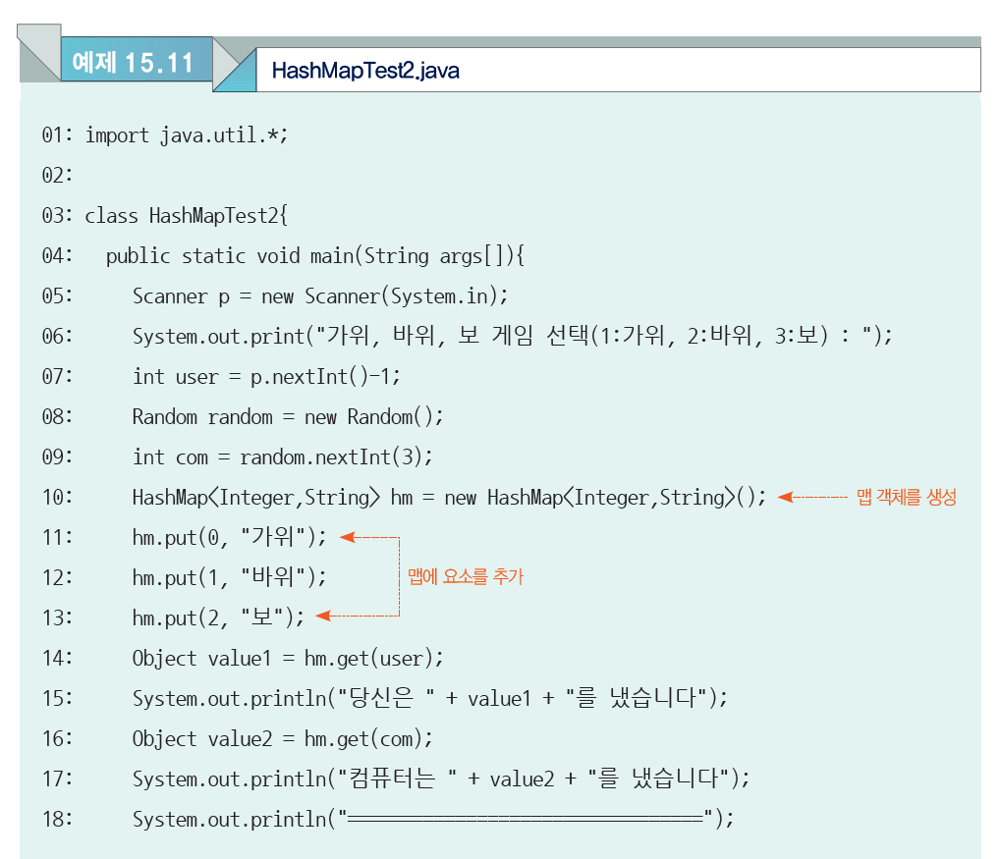 예제 15.11
HashMapTest2.java
01: import java.util.*;
02:
03: class HashMapTest2{
04:   public static void main(String args[]){
05:     Scanner p = new Scanner(System.in);
06:     System.out.print("가위, 바위, 보 게임 선택(1:가위, 2:바위, 3:보) : ");
07:     int user = p.nextInt()-1;
08:     Random random = new Random();
09:     int com = random.nextInt(3);
10:     HashMap<Integer,String> hm = new HashMap<Integer,String>(); 맵 객체를 생성
11:     hm.put(0, "가위");
12:     hm.put(1, "바위"); 맵에 요소를 추가
13:     hm.put(2, "보");
14:     Object value1 = hm.get(user);
15:     System.out.println("당신은 " + value1 + "를 냈습니다");
16:     Object value2 = hm.get(com);
17:     System.out.println("컴퓨터는 " + value2 + "를 냈습니다");
18:     System.out.println("=================================");